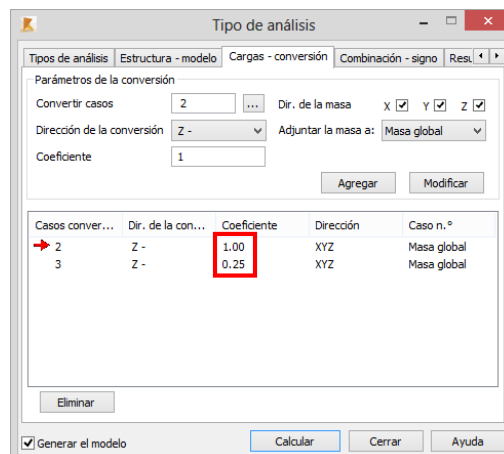 Tipo de análisis
Tipos de análisis Estructura - modelo Cargas - conversión Combinación - signo
Parámetros de la conversión
Convertir casos 2 ... Dir. de la masa X Y Z
Dirección de la conversión Z - Adjuntar la masa a: Masa global
Coeficiente 1
Agregar Modificar
Casos conver... Dir. de la con... Coeficiente Dirección Caso n.º
2 Z - 1.00 XYZ Masa global
3 Z - 0.25 XYZ Masa global
Eliminar
Generar el modelo Calcular Cerrar Ayuda